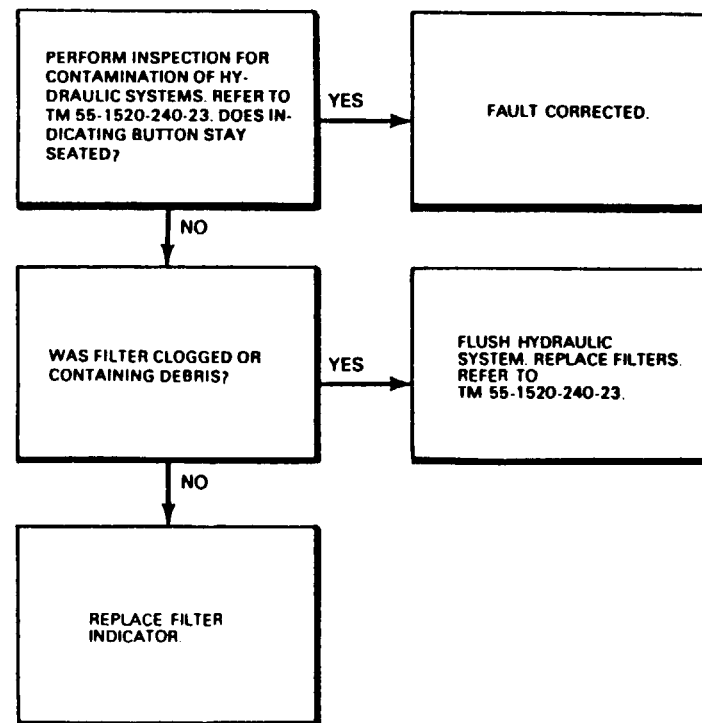 PERFORM INSPECTION FOR
CONTAMINATION OF HY-
DRAULIC SYSTEMS. REFER TO
TM 55-1520-240-23. DOES IN-
DICATING BUTTON STAY
SEATED?
YES
FAULT CORRECTED.
NO
WAS FILTER CLOGGED OR
CONTAINING DEBRIS?
YES
FLUSH HYDRAULIC
SYSTEM. REPLACE FILTERS.
REFER TO
TM 55-1520-240-23.
NO
REPLACE FILTER
INDICATOR.